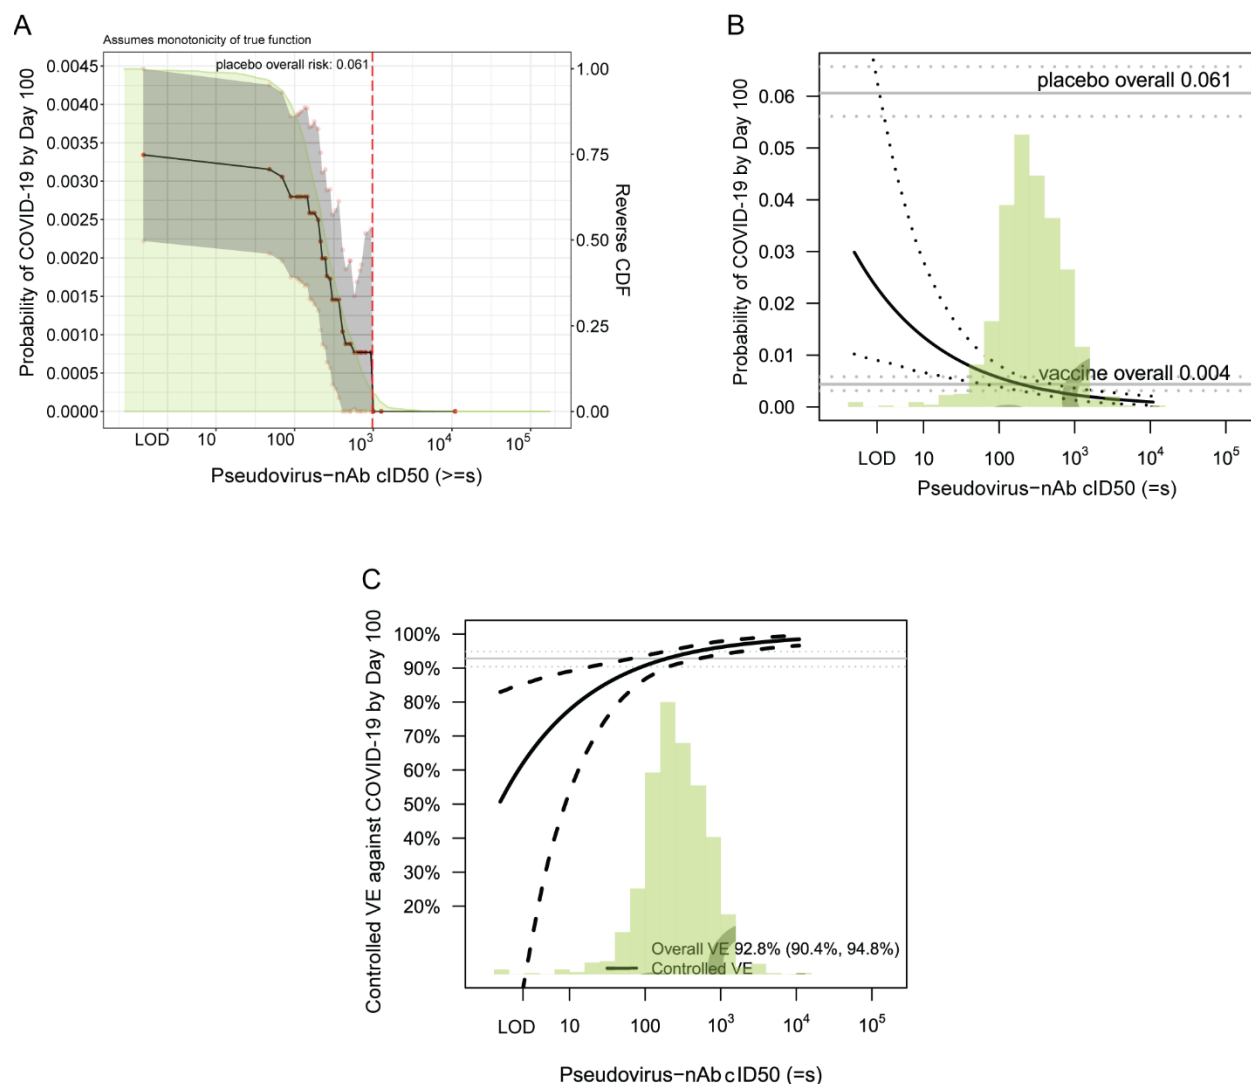 A
Assumes monotonicity of true function
placebo overall risk: 0.061
Probability of COVID-19 by Day 100
0.0045
0.0040
0.0035
0.0030
0.0025
0.0020
0.0015
0.0010
0.0005
0.0000
1.00
0.75
0.50
0.25
0.00
Reverse CDF
LOD 10 100 10³ 10⁴ 10⁵
Pseudovirus−nAb cID50 (>=s)
B
Probability of COVID-19 by Day 100
0.06
0.05
0.04
0.03
0.02
0.01
0.00
placebo overall 0.061
vaccine overall 0.004
LOD 10 100 10³ 10⁴ 10⁵
Pseudovirus−nAb cID50 (=s)
C
Controlled VE against COVID-19 by Day 100
100%
90%
80%
70%
60%
50%
40%
30%
20%
Overall VE 92.8% (90.4%, 94.8%)
Controlled VE
LOD 10 100 10³ 10⁴ 10⁵
Pseudovirus−nAb cID50 (=s)